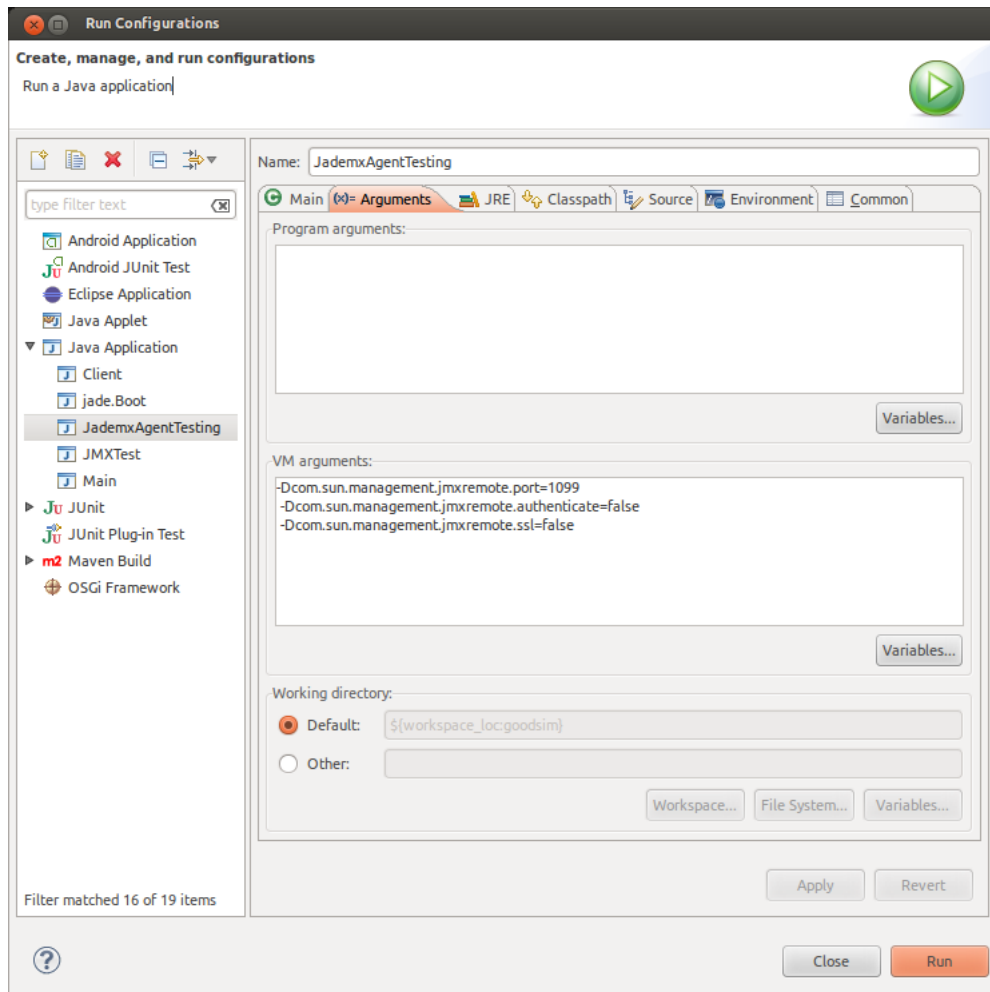 Run Configurations
Create, manage, and run configurations
Run a Java application
Name: JademxAgentTesting
type filter text
Main (x)= Arguments JRE Classpath Source Environment Common
Android Application
Android JUnit Test
Eclipse Application
Java Applet
Java Application
Client
jade.Boot
JademxAgentTesting
JMXTest
Main
JUnit
JUnit Plug-in Test
m2 Maven Build
OSGi Framework
Filter matched 16 of 19 items
Program arguments:
Variables...
VM arguments:
-Dcom.sun.management.jmxremote.port=1099
-Dcom.sun.management.jmxremote.authenticate=false
-Dcom.sun.management.jmxremote.ssl=false
Variables...
Working directory:
Default: ${workspace_loc:goodsim}
Other:
Workspace... File System... Variables...
Apply Revert
Close Run